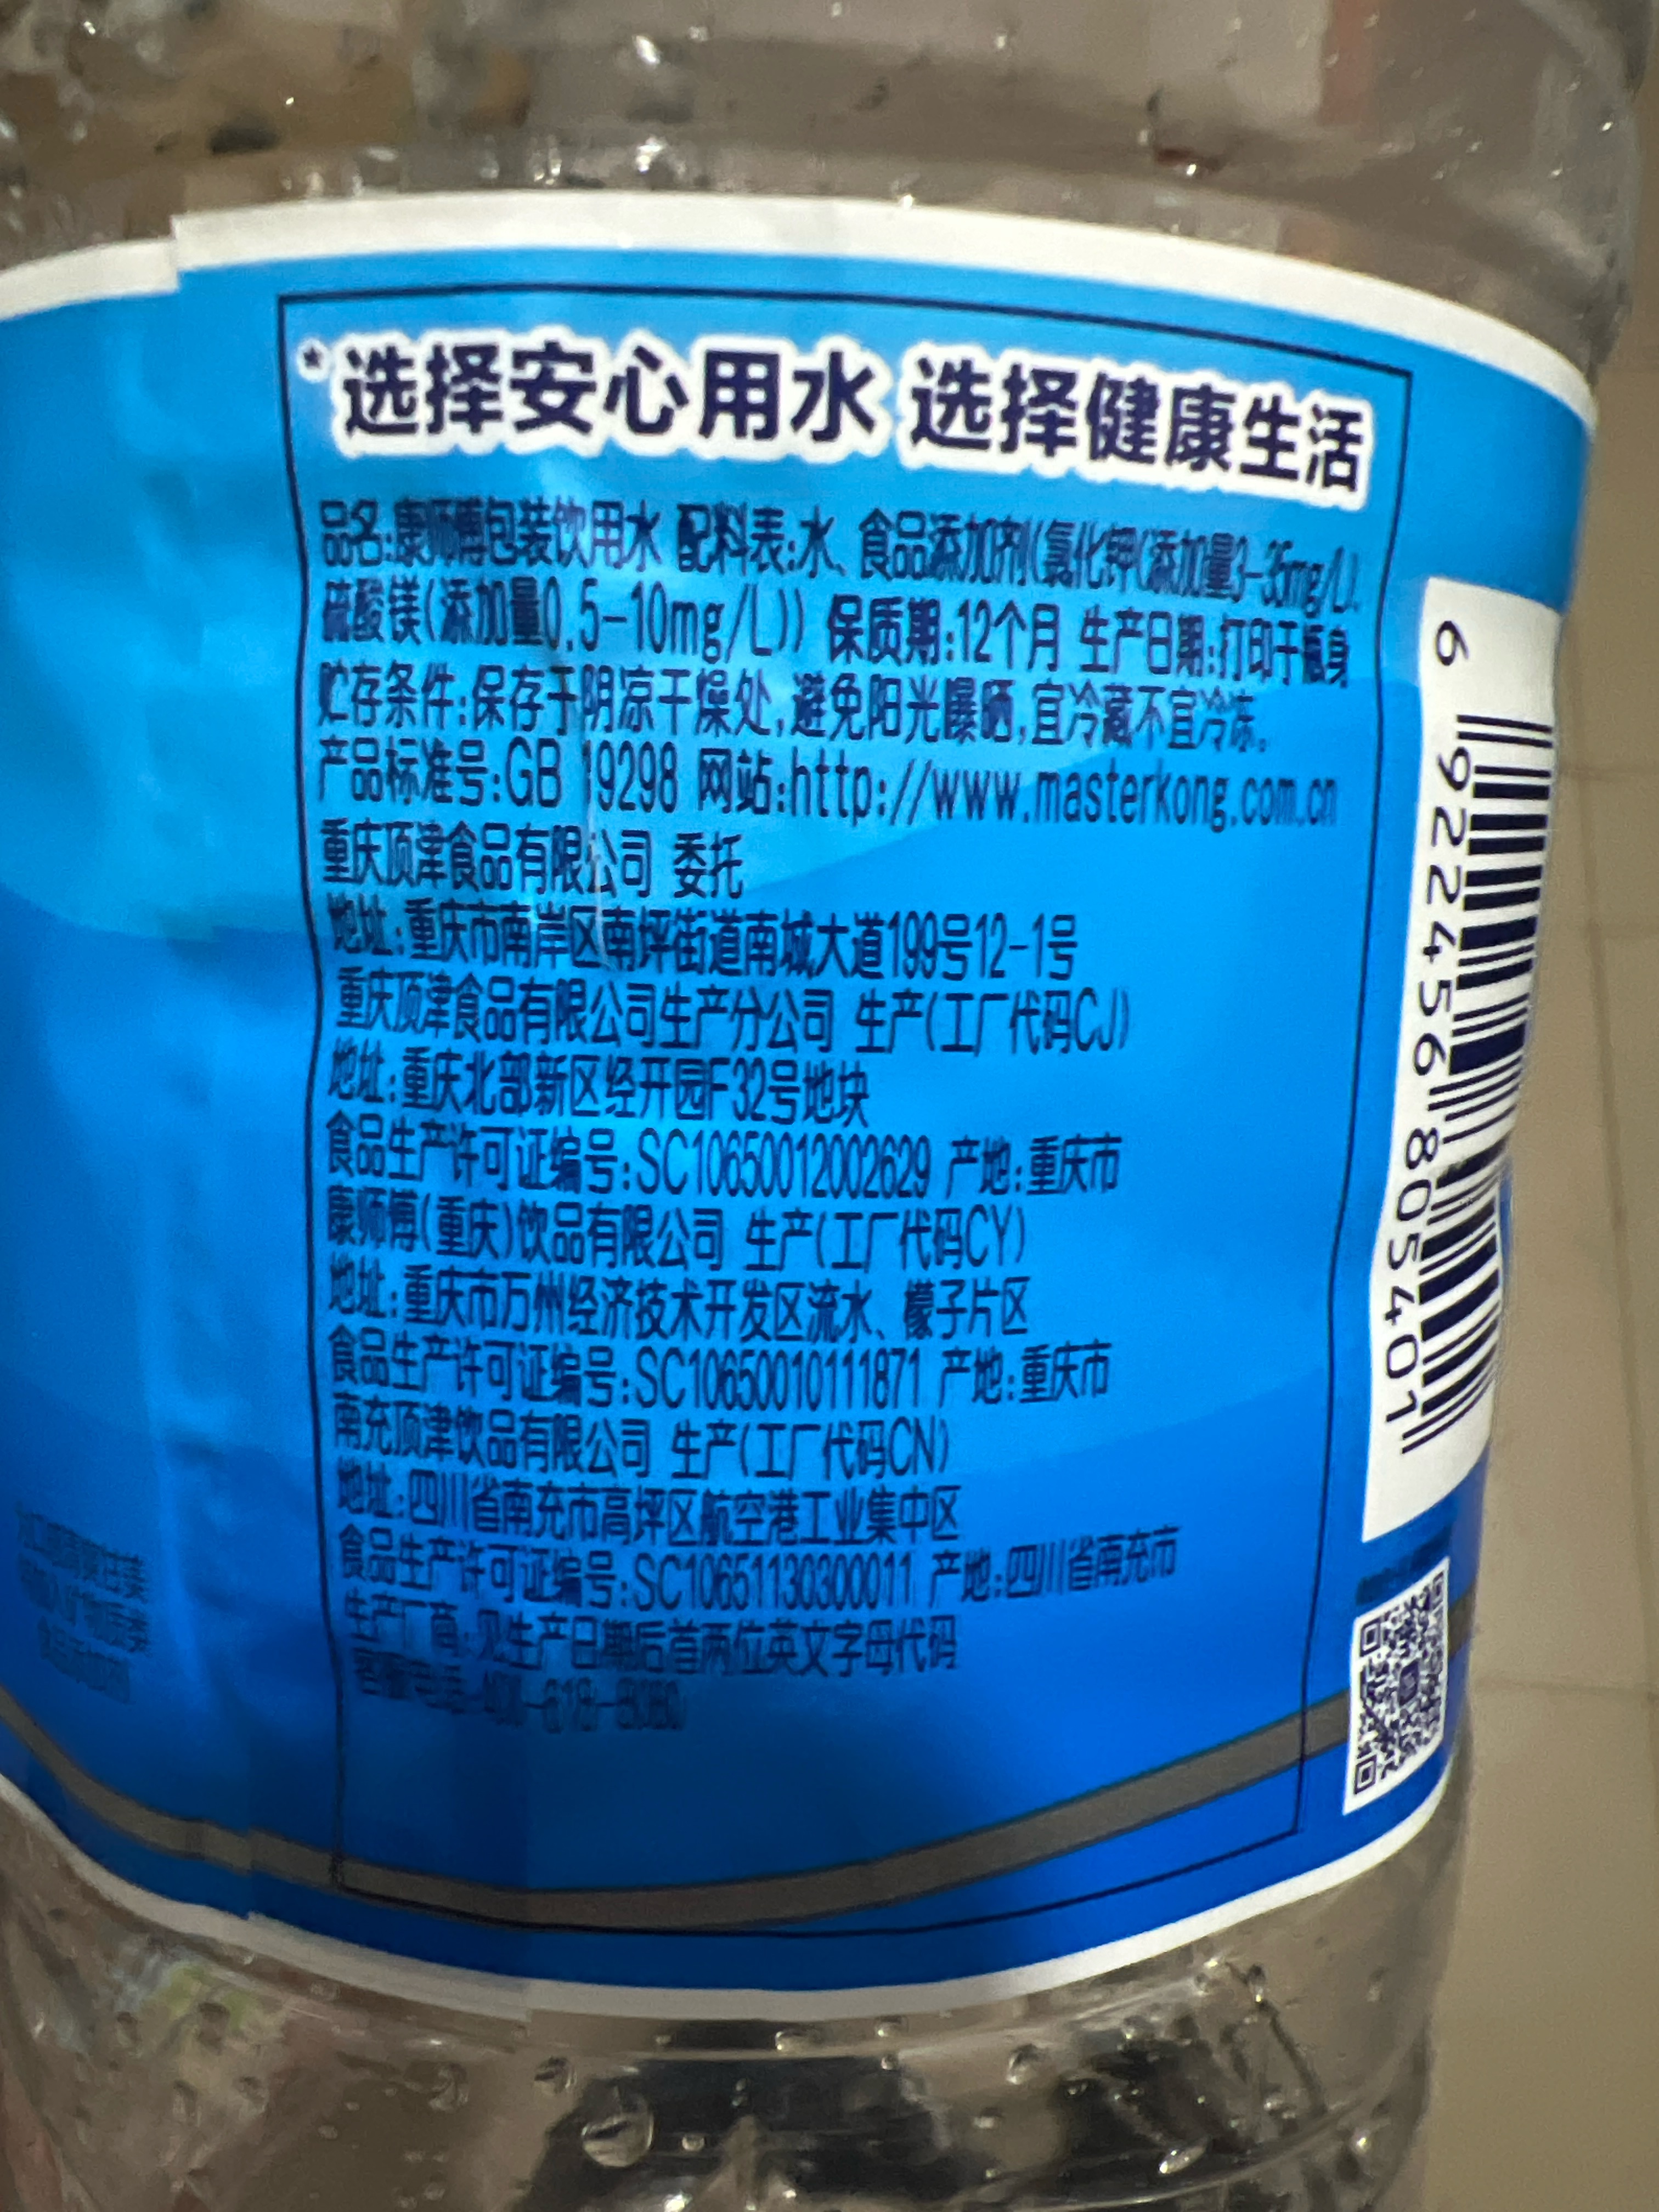 *选择安心用水 选择健康生活
品名:康师傅包装饮用水 配料表:水、食品添加剂(氯化钾(添加量3-35mg/L)、
硫酸镁(添加量0.5-10mg/L)) 保质期:12个月 生产日期:打印于瓶身
贮存条件:保存于阴凉干燥处,避免阳光曝晒,宜冷藏不宜冷冻。
产品标准号:GB 19298 网站:http://www.masterkong.com.cn
重庆顶津食品有限公司 委托
地址:重庆市南岸区南坪街道南城大道199号12-1号
重庆顶津食品有限公司生产分公司 生产(工厂代码CJ)
地址:重庆北部新区经开园F32号地块
食品生产许可证编号:SC10650012002629 产地:重庆市
康师傅(重庆)饮品有限公司 生产(工厂代码CY)
地址:重庆市万州经济技术开发区流水、檬子片区
食品生产许可证编号:SC10650010111871 产地:重庆市
南充顶津饮品有限公司 生产(工厂代码CN)
地址:四川省南充市高坪区航空港工业集中区
食品生产许可证编号:SC10651130300011 产地:四川省南充市
生产厂商:见生产日期后首两位英文字母代码
客服电话:
6 922456 805401